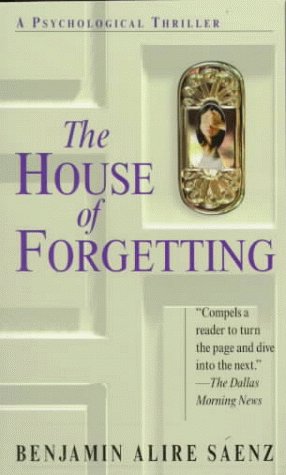 A PSYCHOLOGICAL THRILLER
The
HOUSE
of
FORGETTING
“Compels a
reader to turn
the page and dive
into the next.”
—The Dallas
Morning News
BENJAMIN ALIRE SÁENZ